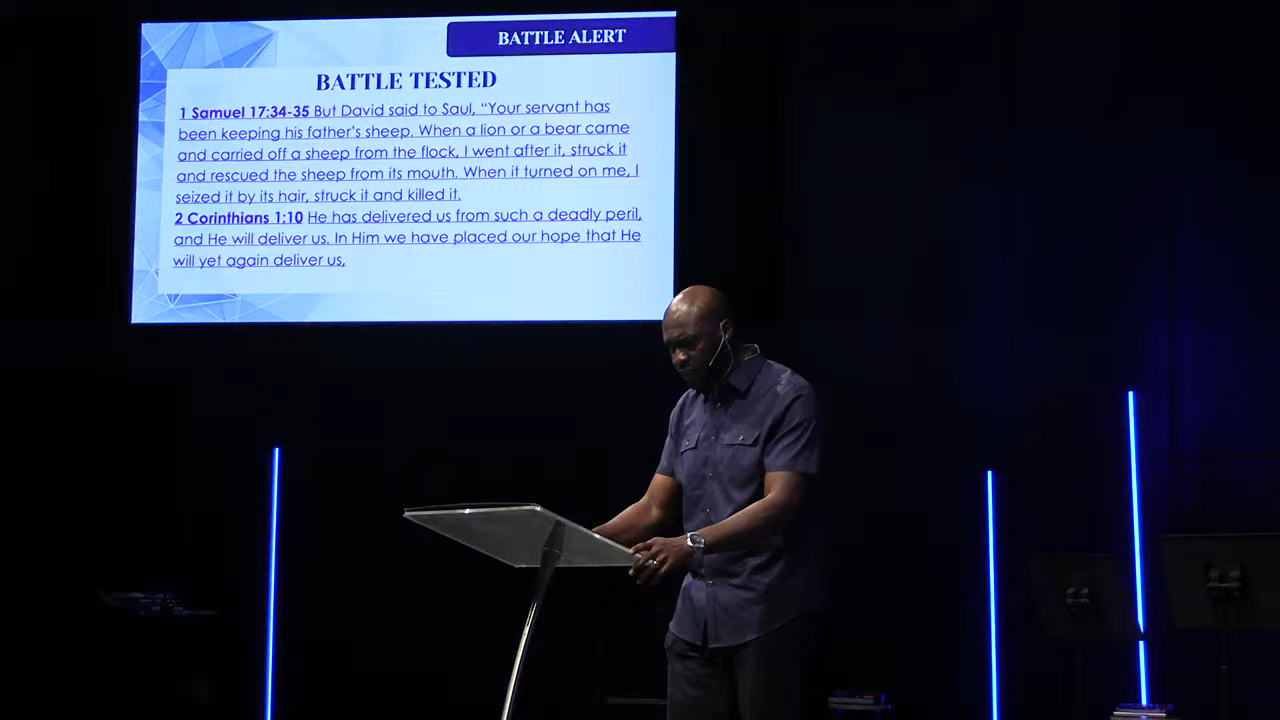 BATTLE ALERT
BATTLE TESTED
1 Samuel 17:34-35 But David said to Saul, “Your servant has
been keeping his father’s sheep. When a lion or a bear came
and carried off a sheep from the flock, I went after it, struck it
and rescued the sheep from its mouth. When it turned on me, I
seized it by its hair, struck it and killed it.
2 Corinthians 1:10 He has delivered us from such a deadly peril,
and He will deliver us. In Him we have placed our hope that He
will yet again deliver us,